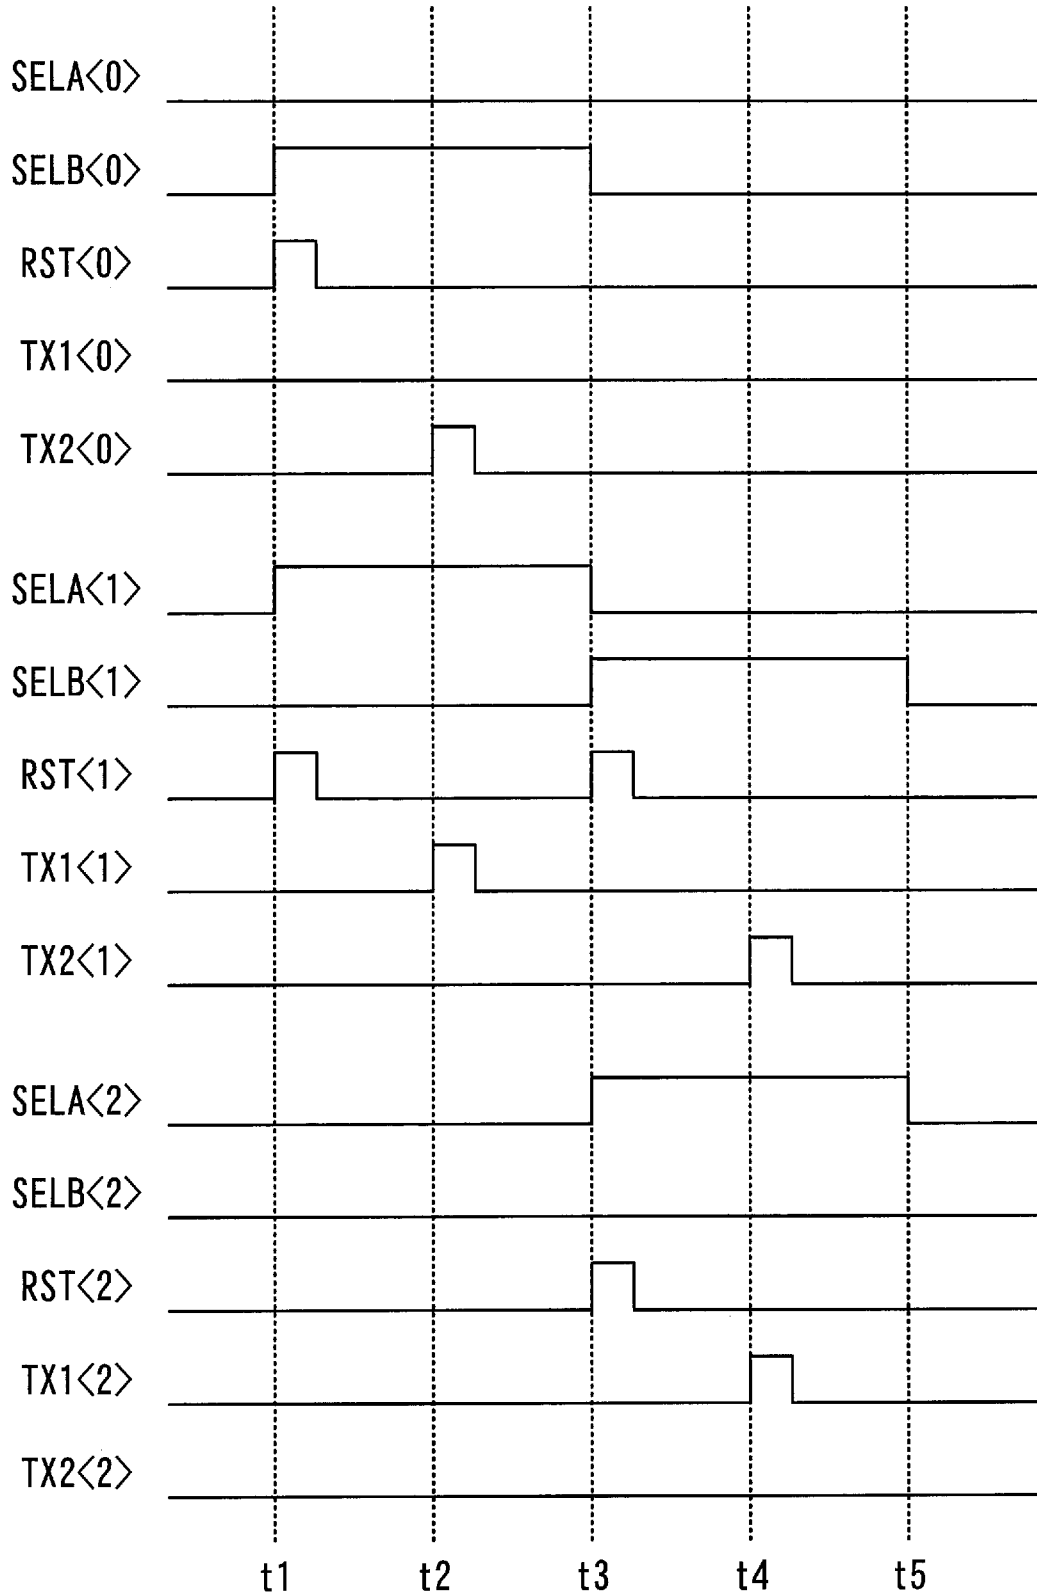 SELA<0>
SELB<0>
RST<0>
TX1<0>
TX2<0>
SELA<1>
SELB<1>
RST<1>
TX1<1>
TX2<1>
SELA<2>
SELB<2>
RST<2>
TX1<2>
TX2<2>
t1 t2 t3 t4 t5